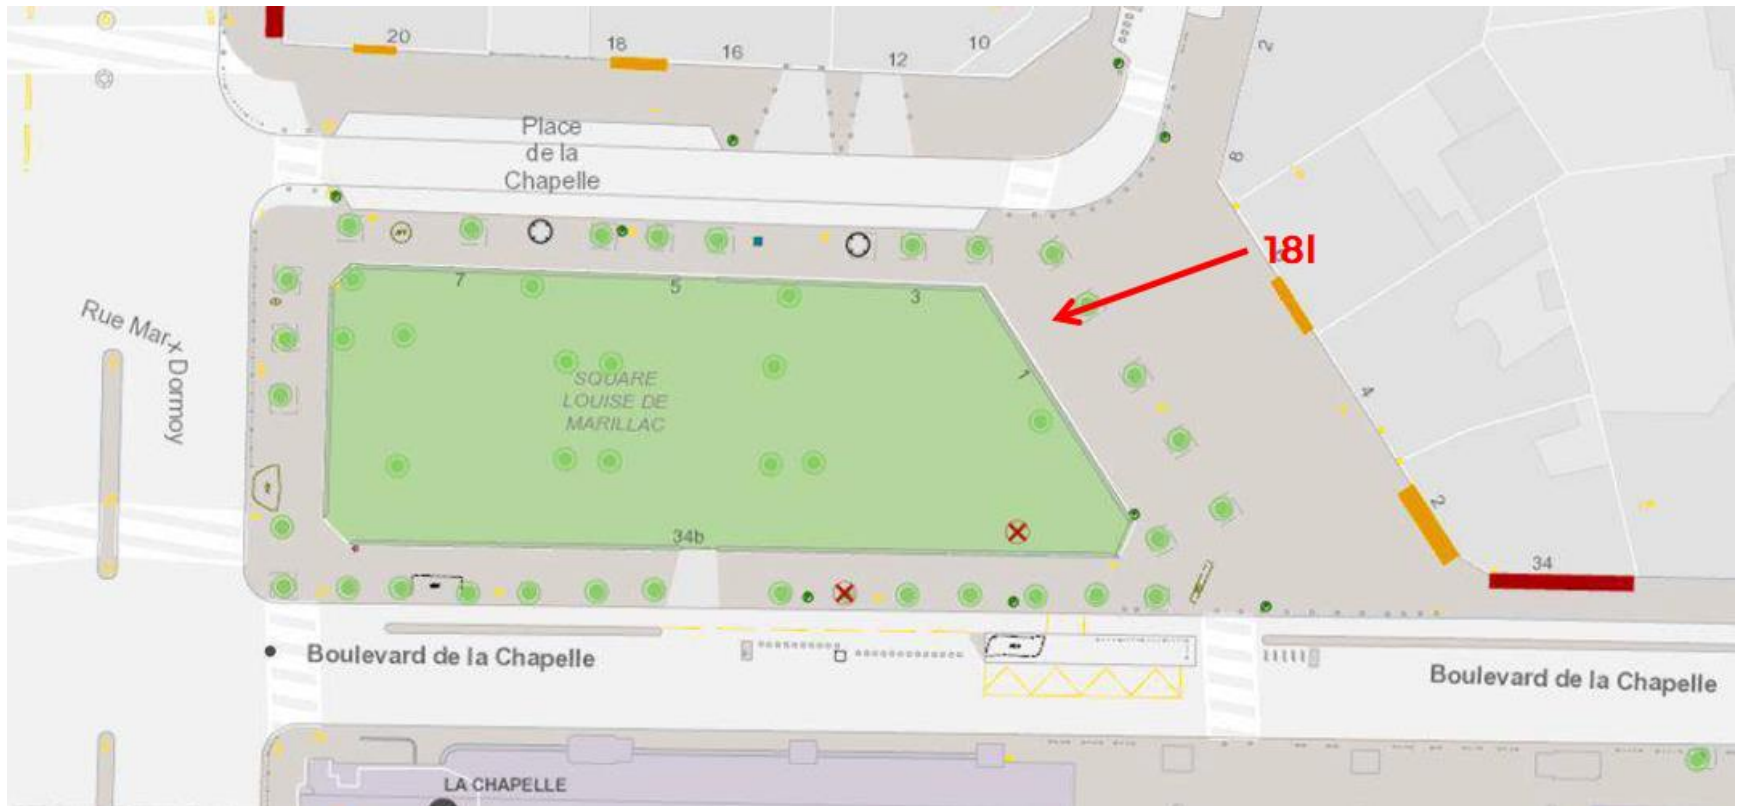 20
18
16
12
10
2
Place
de la
Chapelle
8
18l
7
5
3
Rue Marx Dormoy
SQUARE
LOUISE DE
MARILLAC
1
4
2
34b
34
Boulevard de la Chapelle
Boulevard de la Chapelle
LA CHAPELLE